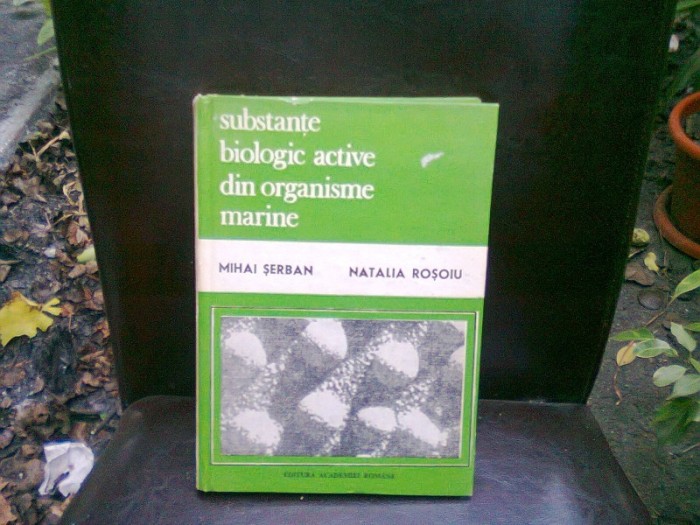 substanțe
biologic active
din organisme
marine
MIHAI ȘERBAN NATALIA ROȘOIU
EDITURA ACADEMIEI ROMÂNE